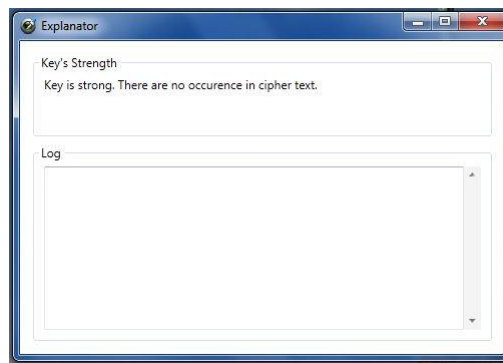 Explanator
Key's Strength
Key is strong. There are no occurence in cipher text.
Log